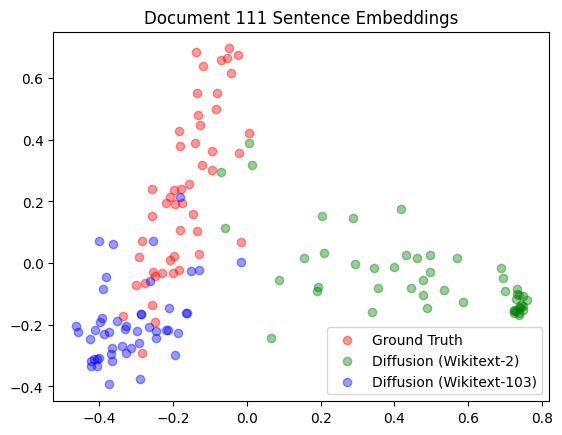 Document 111 Sentence Embeddings
0.6
0.4
0.2
0.0
−0.2
−0.4
−0.4 −0.2 0.0 0.2 0.4 0.6 0.8
Ground Truth
Diffusion (Wikitext-2)
Diffusion (Wikitext-103)